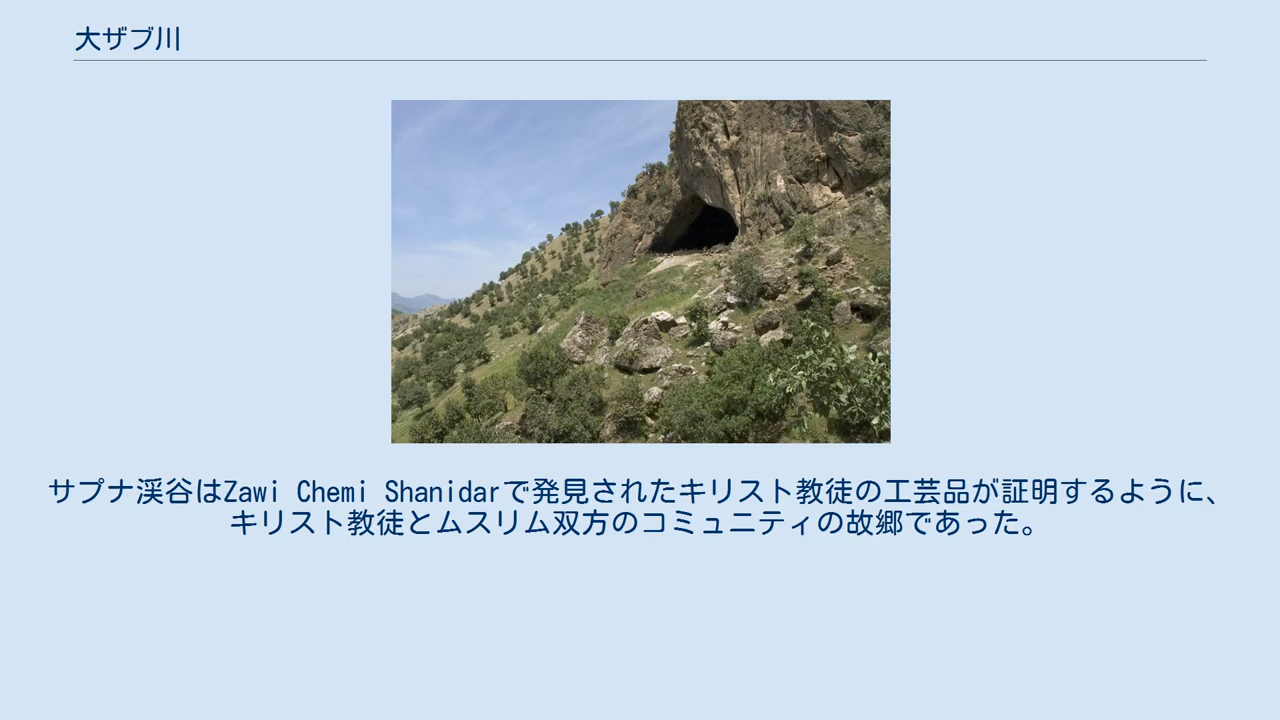 大ザブ川
サプナ渓谷はZawi Chemi Shanidarで発見されたキリスト教徒の工芸品が証明するように、
キリスト教徒とムスリム双方のコミュニティの故郷であった。